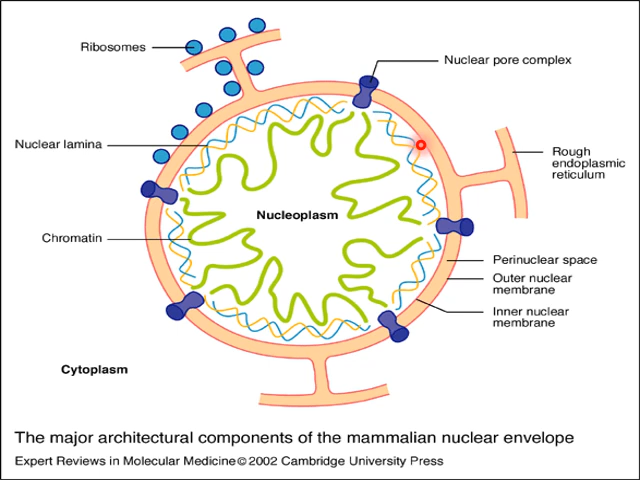 Ribosomes
Nuclear pore complex
Nuclear lamina
Rough
endoplasmic
reticulum
Nucleoplasm
Chromatin
Perinuclear space
Outer nuclear
membrane
Inner nuclear
membrane
Cytoplasm
The major architectural components of the mammalian nuclear envelope
Expert Reviews in Molecular Medicine © 2002 Cambridge University Press